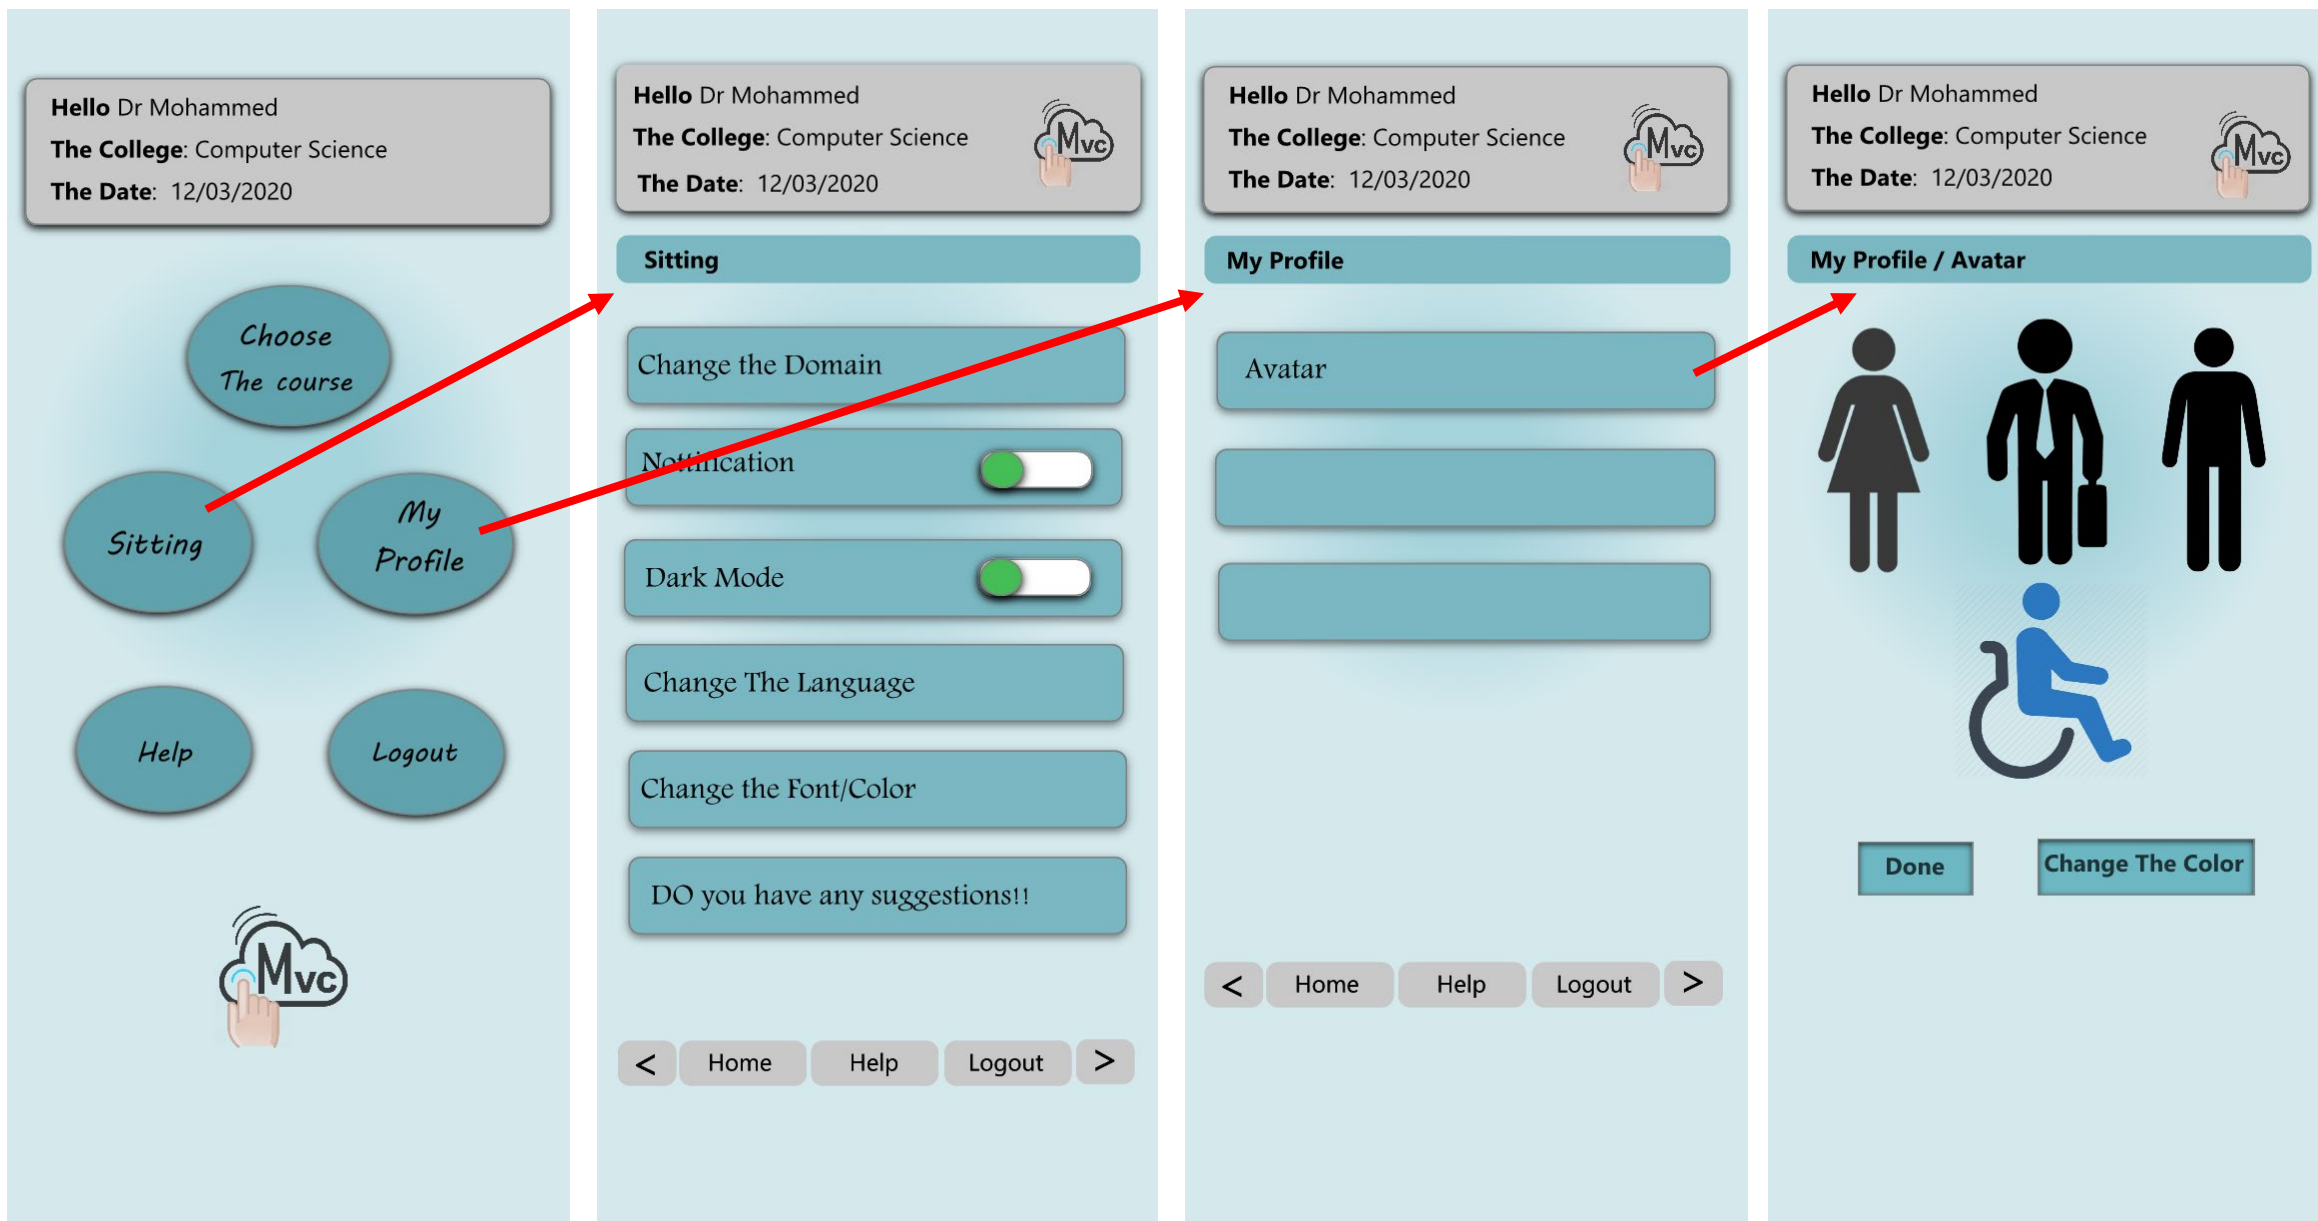 Hello Dr Mohammed
The College: Computer Science
The Date: 12/03/2020
Choose
The course
Sitting
My
Profile
Help
Logout
Mvc
Hello Dr Mohammed
The College: Computer Science
The Date: 12/03/2020
Mvc
Sitting
Change the Domain
Nottification
Dark Mode
Change The Language
Change the Font/Color
DO you have any suggestions!!
< Home Help Logout >
Hello Dr Mohammed
The College: Computer Science
The Date: 12/03/2020
Mvc
My Profile
Avatar
< Home Help Logout >
Hello Dr Mohammed
The College: Computer Science
The Date: 12/03/2020
Mvc
My Profile / Avatar
Done
Change The Color